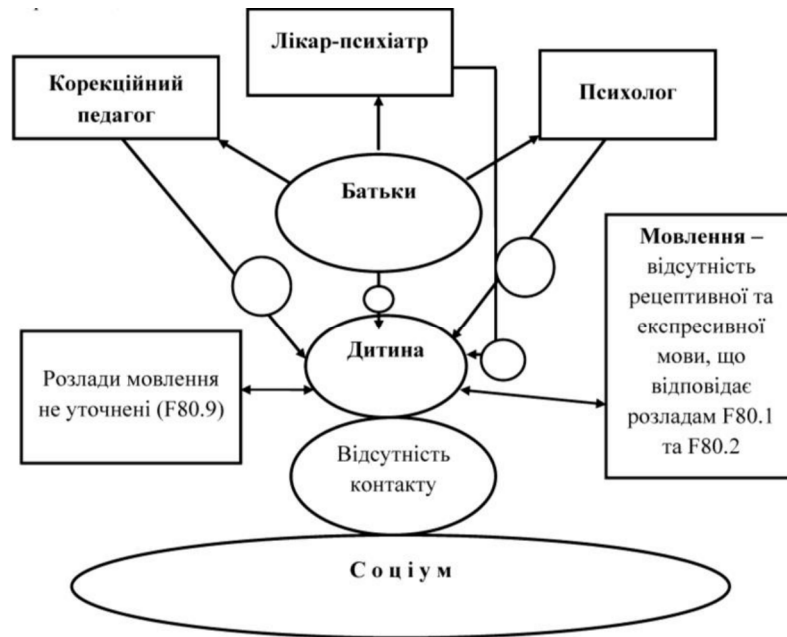 Лікар-психіатр
Корекційний
педагог
Психолог
Батьки
Мовлення –
відсутність
рецептивної та
експресивної
мови, що
відповідає
розладам F80.1
та F80.2
Дитина
Розлади мовлення
не уточнені (F80.9)
Відсутність
контакту
Соціум